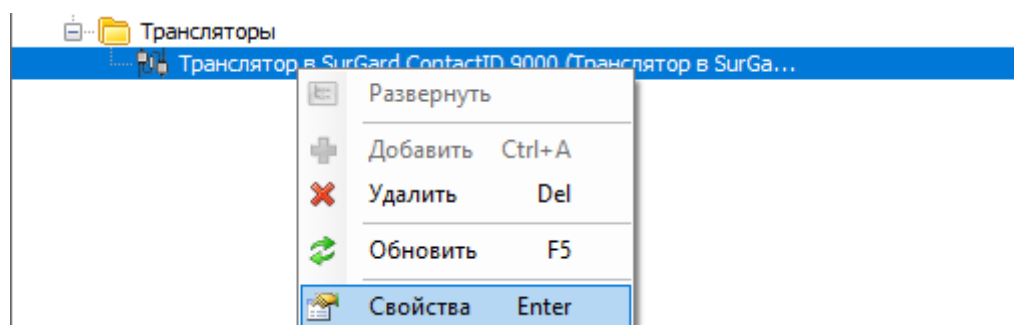 Трансляторы
Транслятор в SurGard ContactID 9000 (Транслятор в SurGa...
Развернуть
Добавить Ctrl+A
Удалить Del
Обновить F5
Свойства Enter